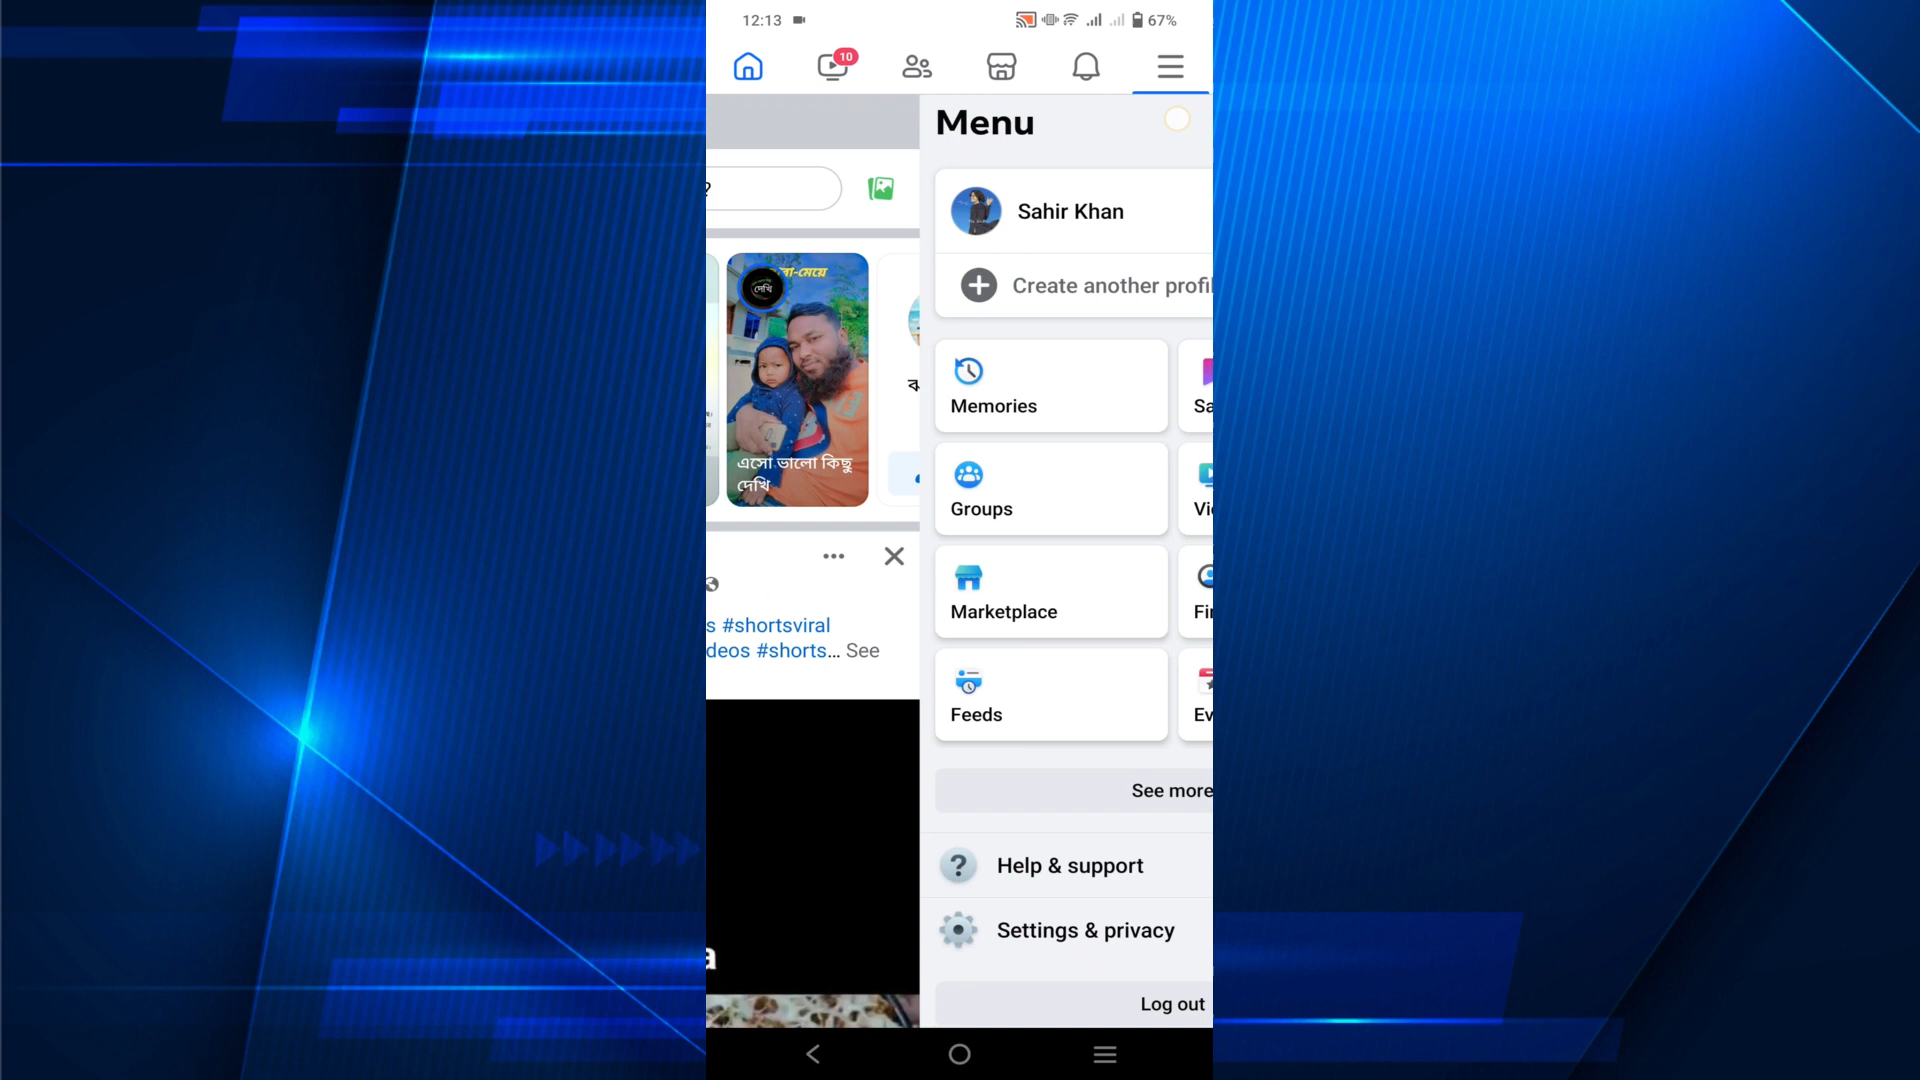 12:13
67%
10
Menu
?
Sahir Khan
Create another profil
দেখি
বা-মেয়ে
Memories
Sa
এসো ভালো কিছু
দেখি
Groups
Vi
Marketplace
Fi
s #shortsviral
deos #shorts... See
Feeds
Ev
See more
Help & support
Settings & privacy
a
Log out